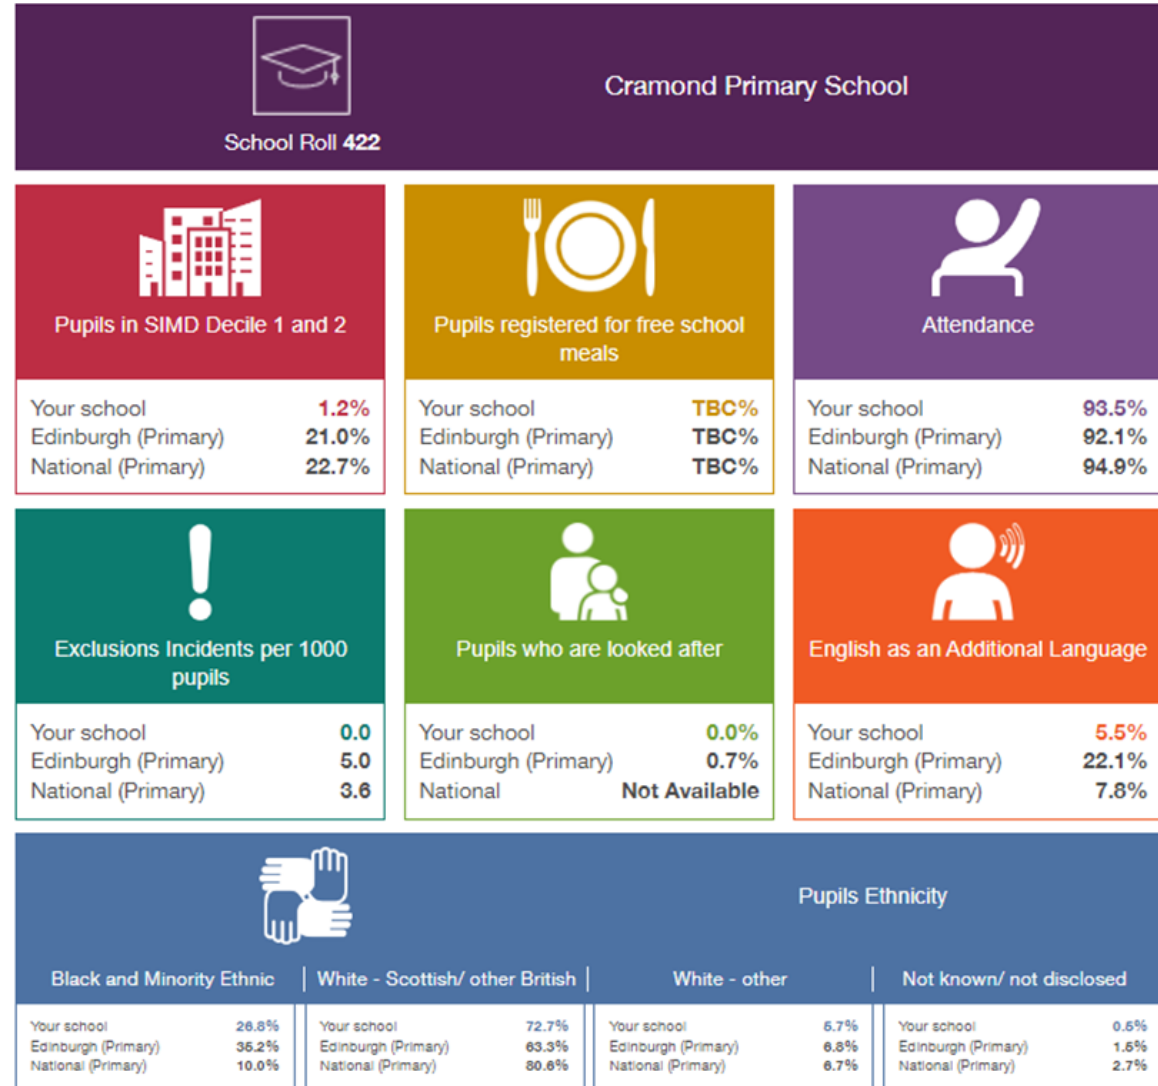 Cramond Primary School
School Roll 422
Pupils in SIMD Decile 1 and 2
Your school 1.2%
Edinburgh (Primary) 21.0%
National (Primary) 22.7%
Pupils registered for free school
meals
Your school TBC%
Edinburgh (Primary) TBC%
National (Primary) TBC%
Attendance
Your school 93.5%
Edinburgh (Primary) 92.1%
National (Primary) 94.9%
Exclusions Incidents per 1000
pupils
Your school 0.0
Edinburgh (Primary) 5.0
National (Primary) 3.6
Pupils who are looked after
Your school 0.0%
Edinburgh (Primary) 0.7%
National Not Available
English as an Additional Language
Your school 5.5%
Edinburgh (Primary) 22.1%
National (Primary) 7.8%
Pupils Ethnicity
Black and Minority Ethnic
Your school 26.8%
Edinburgh (Primary) 35.2%
National (Primary) 10.0%
White - Scottish/ other British
Your school 72.7%
Edinburgh (Primary) 63.3%
National (Primary) 80.6%
White - other
Your school 5.7%
Edinburgh (Primary) 6.8%
National (Primary) 6.7%
Not known/ not disclosed
Your school 0.5%
Edinburgh (Primary) 1.5%
National (Primary) 2.7%